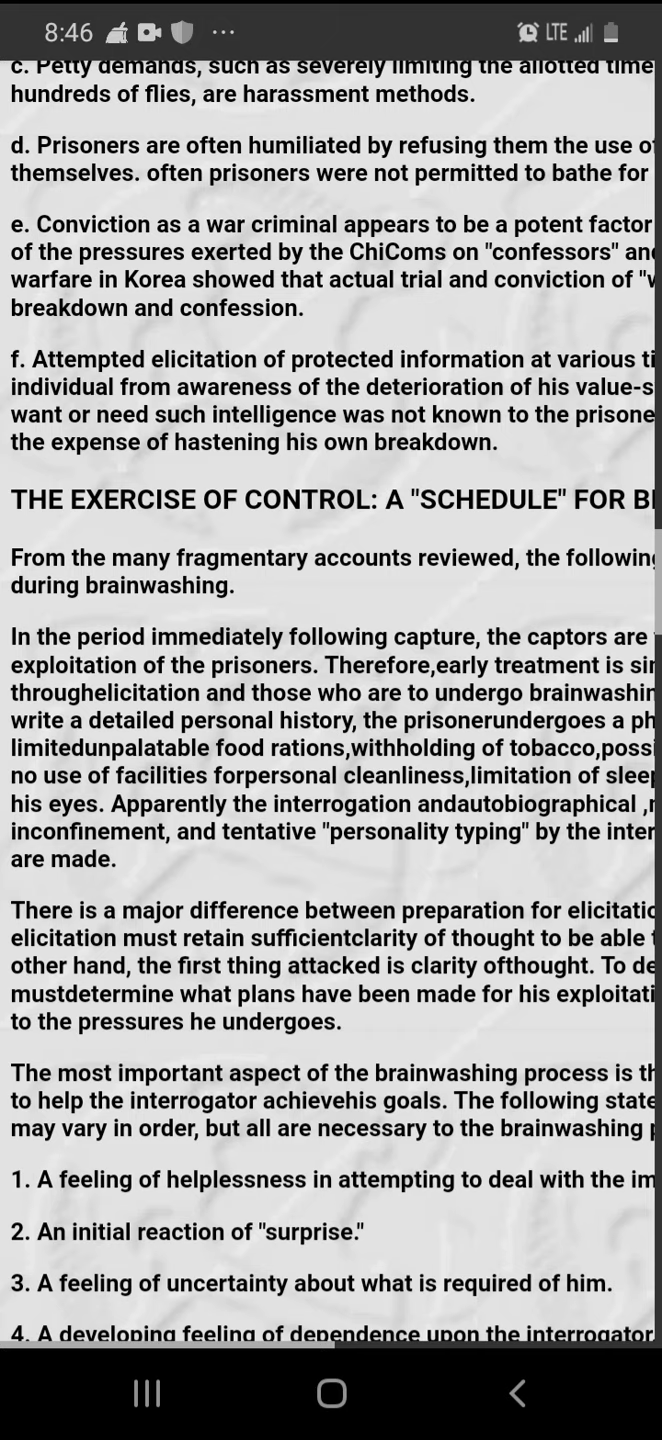 8:46 ... LTE
c. Petty demands, such as severely limiting the allotted time
hundreds of flies, are harassment methods.
d. Prisoners are often humiliated by refusing them the use of
themselves. often prisoners were not permitted to bathe for
e. Conviction as a war criminal appears to be a potent factor
of the pressures exerted by the ChiComs on "confessors" an
warfare in Korea showed that actual trial and conviction of "
breakdown and confession.
f. Attempted elicitation of protected information at various ti
individual from awareness of the deterioration of his value-s
want or need such intelligence was not known to the prisone
the expense of hastening his own breakdown.
THE EXERCISE OF CONTROL: A "SCHEDULE" FOR B
From the many fragmentary accounts reviewed, the following
during brainwashing.
In the period immediately following capture, the captors are
exploitation of the prisoners. Therefore,early treatment is si
throughelicitation and those who are to undergo brainwashin
write a detailed personal history, the prisonerundergoes a ph
limitedunpalatable food rations,withholding of tobacco,possi
no use of facilities forpersonal cleanliness,limitation of sleep
his eyes. Apparently the interrogation andautobiographical ,
inconfinement, and tentative "personality typing" by the inter
are made.
There is a major difference between preparation for elicitatio
elicitation must retain sufficientclarity of thought to be able
other hand, the first thing attacked is clarity ofthought. To de
mustdetermine what plans have been made for his exploitati
to the pressures he undergoes.
The most important aspect of the brainwashing process is th
to help the interrogator achievehis goals. The following state
may vary in order, but all are necessary to the brainwashing
1. A feeling of helplessness in attempting to deal with the im
2. An initial reaction of "surprise."
3. A feeling of uncertainty about what is required of him.
4. A developing feeling of dependence upon the interrogator